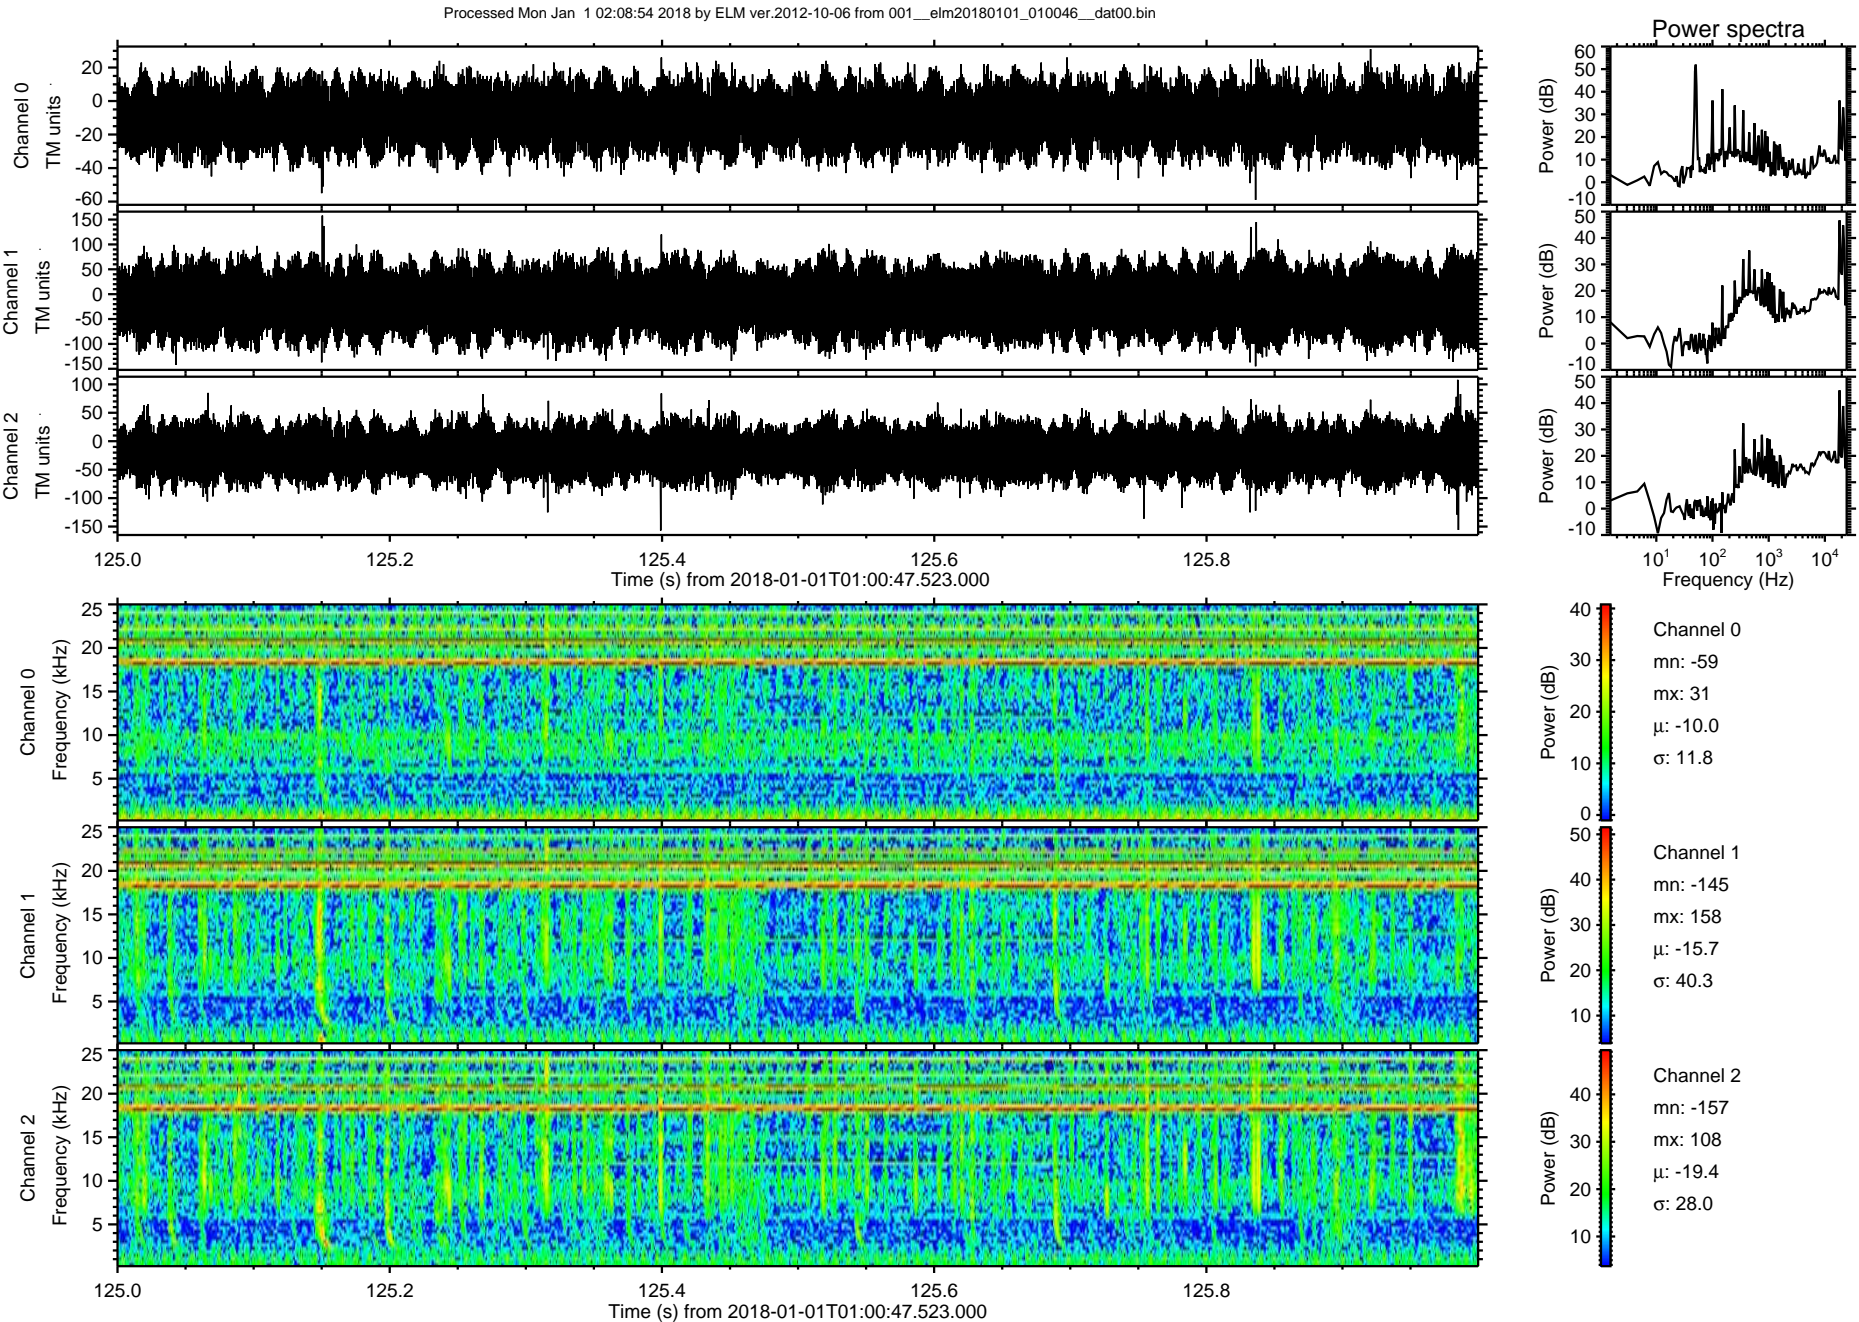 Processed Mon Jan  1 02:08:54 2018 by ELM ver.2012-10-06 from 001__elm20180101_010046__dat00.bin
Power spectra
Channel 0
TM units
20
0
-20
-40
-60
Power (dB)
60
50
40
30
20
10
0
-10
Channel 1
TM units
150
100
50
0
-50
-100
-150
Power (dB)
50
40
30
20
10
0
-10
Channel 2
TM units
100
50
0
-50
-100
-150
Power (dB)
50
40
30
20
10
0
-10
125.0 125.2 125.4 125.6 125.8
Time (s) from 2018-01-01T01:00:47.523.000
10^1 10^2 10^3 10^4
Frequency (Hz)
Channel 0
Frequency (kHz)
25
20
15
10
5
Power (dB)
40
30
20
10
0
Channel 0
mn: -59
mx: 31
μ: -10.0
σ: 11.8
Channel 1
Frequency (kHz)
25
20
15
10
5
Power (dB)
50
40
30
20
10
Channel 1
mn: -145
mx: 158
μ: -15.7
σ: 40.3
Channel 2
Frequency (kHz)
25
20
15
10
5
Power (dB)
40
30
20
10
Channel 2
mn: -157
mx: 108
μ: -19.4
σ: 28.0
125.0 125.2 125.4 125.6 125.8
Time (s) from 2018-01-01T01:00:47.523.000